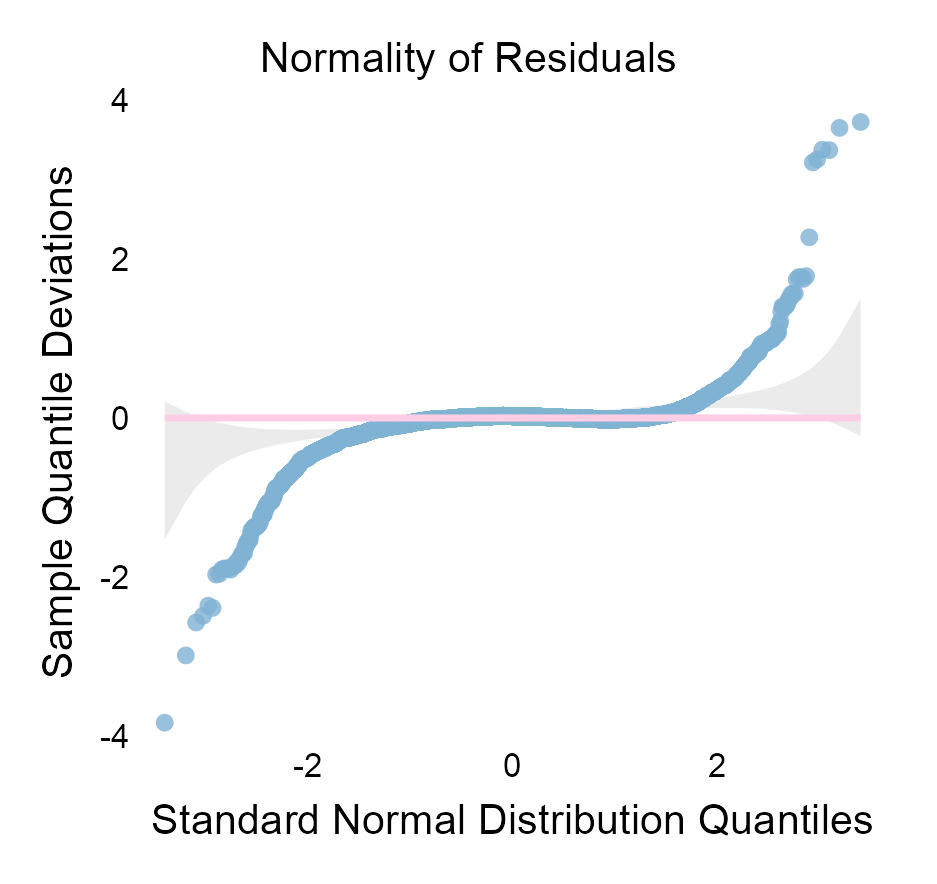 Normality of Residuals
4
2
0
-2
-4
Sample Quantile Deviations
-2 0 2
Standard Normal Distribution Quantiles